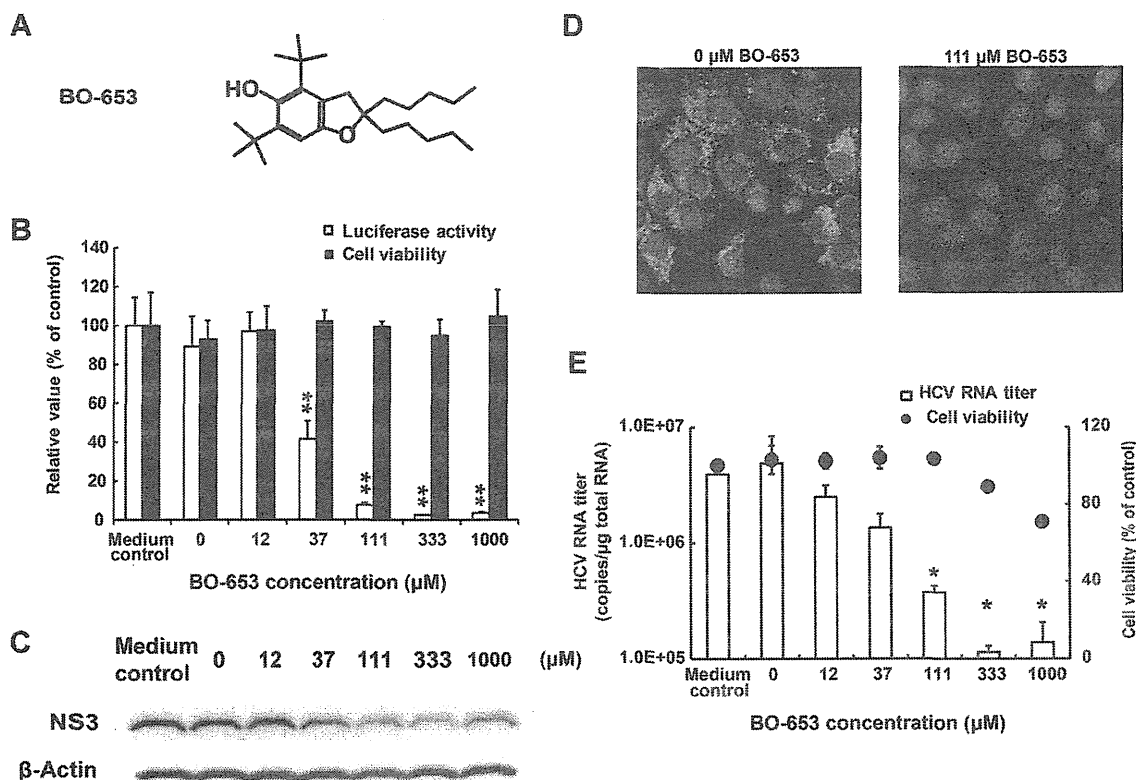 A
BO-653
HO
O
B
Luciferase activity
Cell viability
Relative value (% of control)
140
120
100
80
60
40
20
0
**
**
**
**
Medium control
0
12
37
111
333
1000
BO-653 concentration (µM)
C
Medium control
0
12
37
111
333
1000
(µM)
NS3
β-Actin
D
0 µM BO-653
111 µM BO-653
E
HCV RNA titer
Cell viability
HCV RNA titer
(copies/µg total RNA)
1.0E+07
1.0E+06
1.0E+05
120
80
40
0
Cell viability (% of control)
*
*
*
Medium control
0
12
37
111
333
1000
BO-653 concentration (µM)